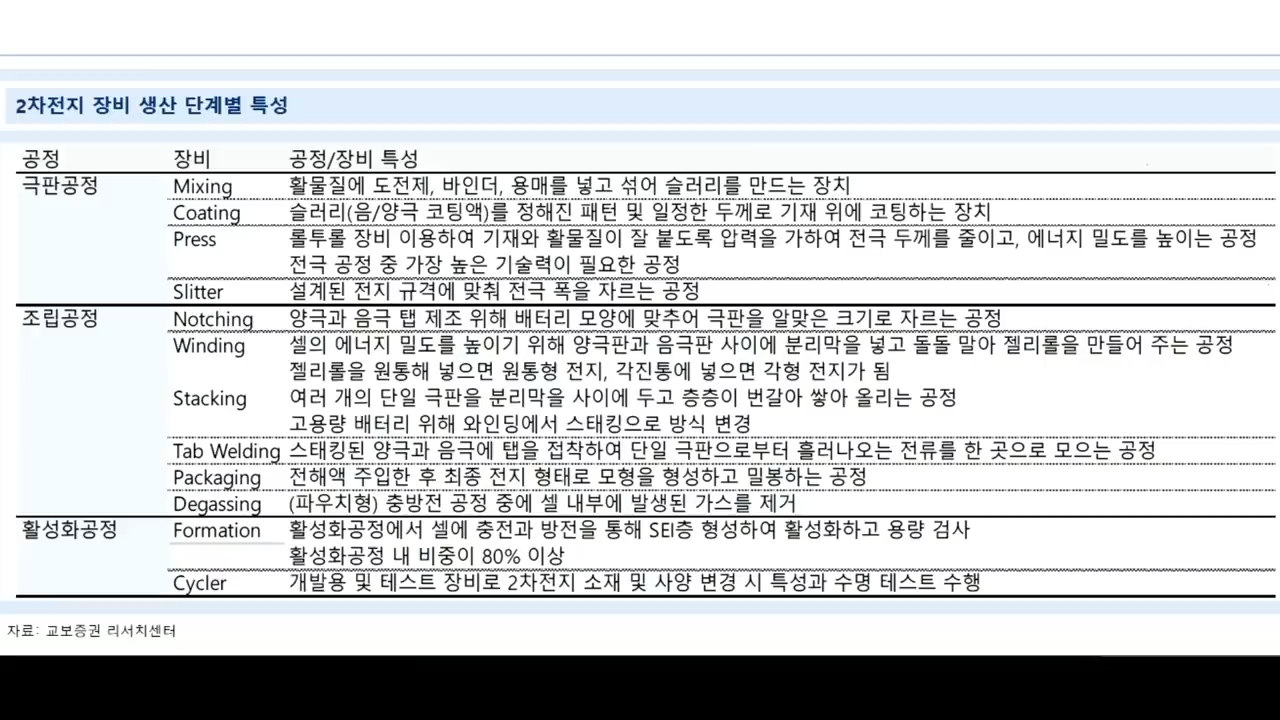 2차전지 장비 생산 단계별 특성
공정 장비 공정/장비 특성
극판공정 Mixing 활물질에 도전제, 바인더, 용매를 넣고 섞어 슬러리를 만드는 장치
Coating 슬러리(음/양극 코팅액)를 정해진 패턴 및 일정한 두께로 기재 위에 코팅하는 장치
Press 롤투롤 장비 이용하여 기재와 활물질이 잘 붙도록 압력을 가하여 전극 두께를 줄이고, 에너지 밀도를 높이는 공정
전극 공정 중 가장 높은 기술력이 필요한 공정
Slitter 설계된 전지 규격에 맞춰 전극 폭을 자르는 공정
조립공정 Notching 양극과 음극 탭 제조 위해 배터리 모양에 맞추어 극판을 알맞은 크기로 자르는 공정
Winding 셀의 에너지 밀도를 높이기 위해 양극판과 음극판 사이에 분리막을 넣고 돌돌 말아 젤리롤을 만들어 주는 공정
젤리롤을 원통해 넣으면 원통형 전지, 각진통에 넣으면 각형 전지가 됨
Stacking 여러 개의 단일 극판을 분리막을 사이에 두고 층층이 번갈아 쌓아 올리는 공정
고용량 배터리 위해 와인딩에서 스태킹으로 방식 변경
Tab Welding 스태킹된 양극과 음극에 탭을 접착하여 단일 극판으로부터 흘러나오는 전류를 한 곳으로 모으는 공정
Packaging 전해액 주입한 후 최종 전지 형태로 모형을 형성하고 밀봉하는 공정
Degassing (파우치형) 충방전 공정 중에 셀 내부에 발생된 가스를 제거
활성화공정 Formation 활성화공정에서 셀에 충전과 방전을 통해 SEI층 형성하여 활성화하고 용량 검사
활성화공정 내 비중이 80% 이상
Cycler 개발용 및 테스트 장비로 2차전지 소재 및 사양 변경 시 특성과 수명 테스트 수행
자료: 교보증권 리서치센터